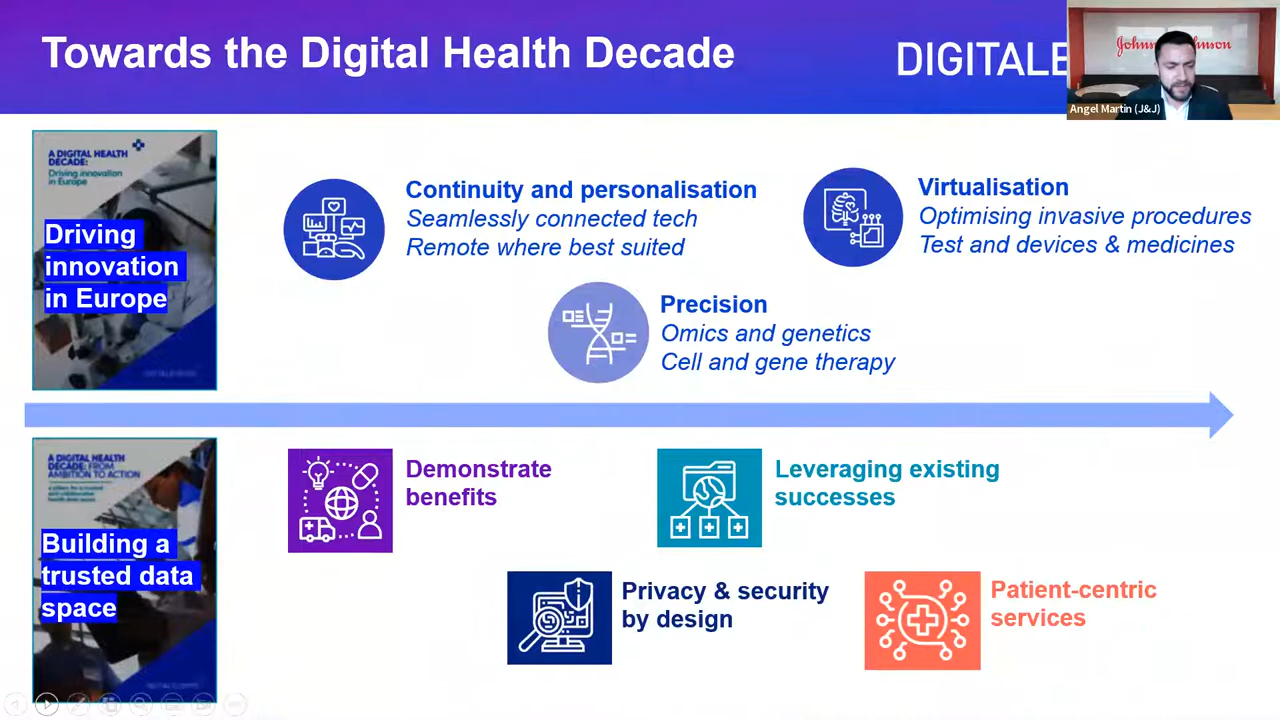 Towards the Digital Health Decade
DIGITALE
Johnson
Angel Martin (J&J)
A DIGITAL HEALTH
DECADE:
Driving innovation
in Europe
Driving
innovation
in Europe
Continuity and personalisation
Seamlessly connected tech
Remote where best suited
Virtualisation
Optimising invasive procedures
Test and devices & medicines
Precision
Omics and genetics
Cell and gene therapy
A DIGITAL HEALTH
DECADE: FROM
AMBITION TO ACTION
Building a
trusted data
space
Demonstrate
benefits
Leveraging existing
successes
Privacy & security
by design
Patient-centric
services